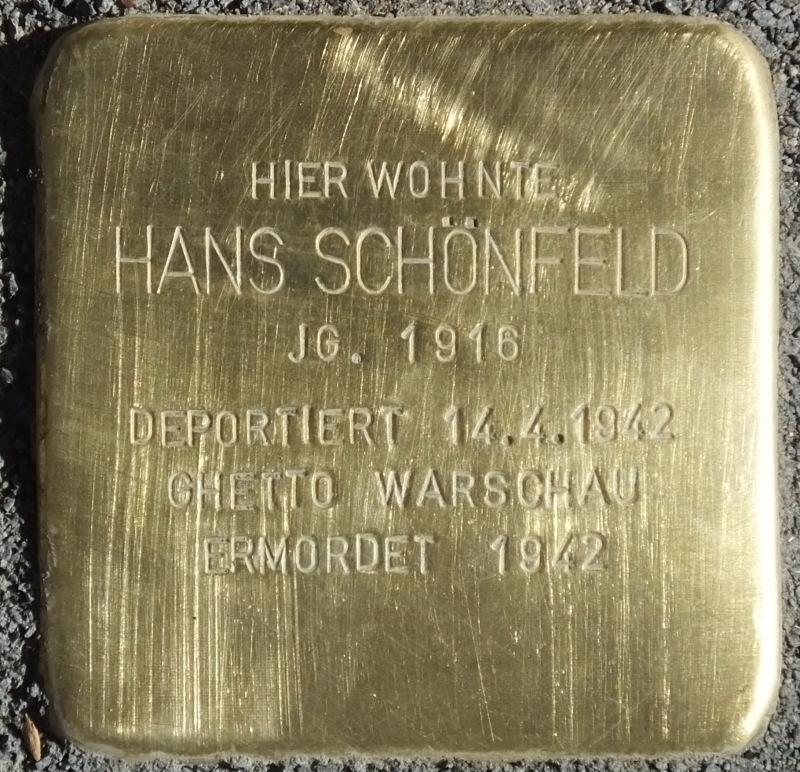 HIER WOHNTE
HANS SCHÖNFELD
JG. 1916
DEPORTIERT 14.4.1942
GHETTO WARSCHAU
ERMORDET 1942